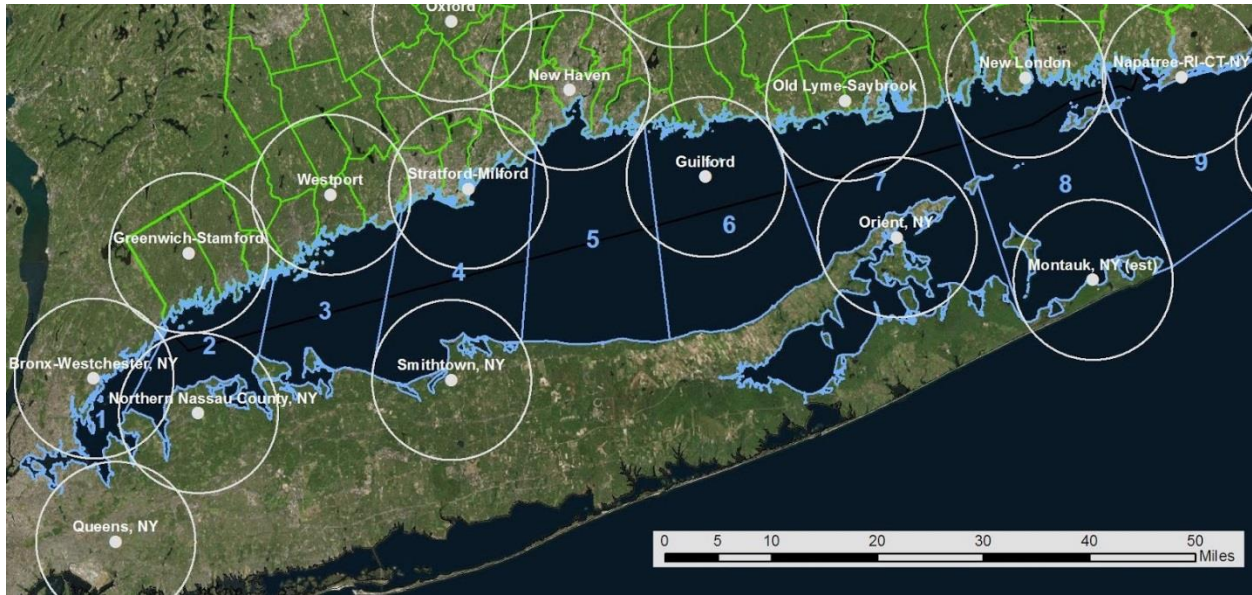 Oxford
New Haven
New London
Napatree-RI-CT-NY
Old Lyme-Saybrook
Guilford
Westport
Stratford-Milford
Greenwich-Stamford
9
8
7
6
5
4
3
2
1
Orient, NY
Montauk, NY (est)
Bronx-Westchester, NY
Smithtown, NY
Northern Nassau County, NY
Queens, NY
0 5 10 20 30 40 50
Miles